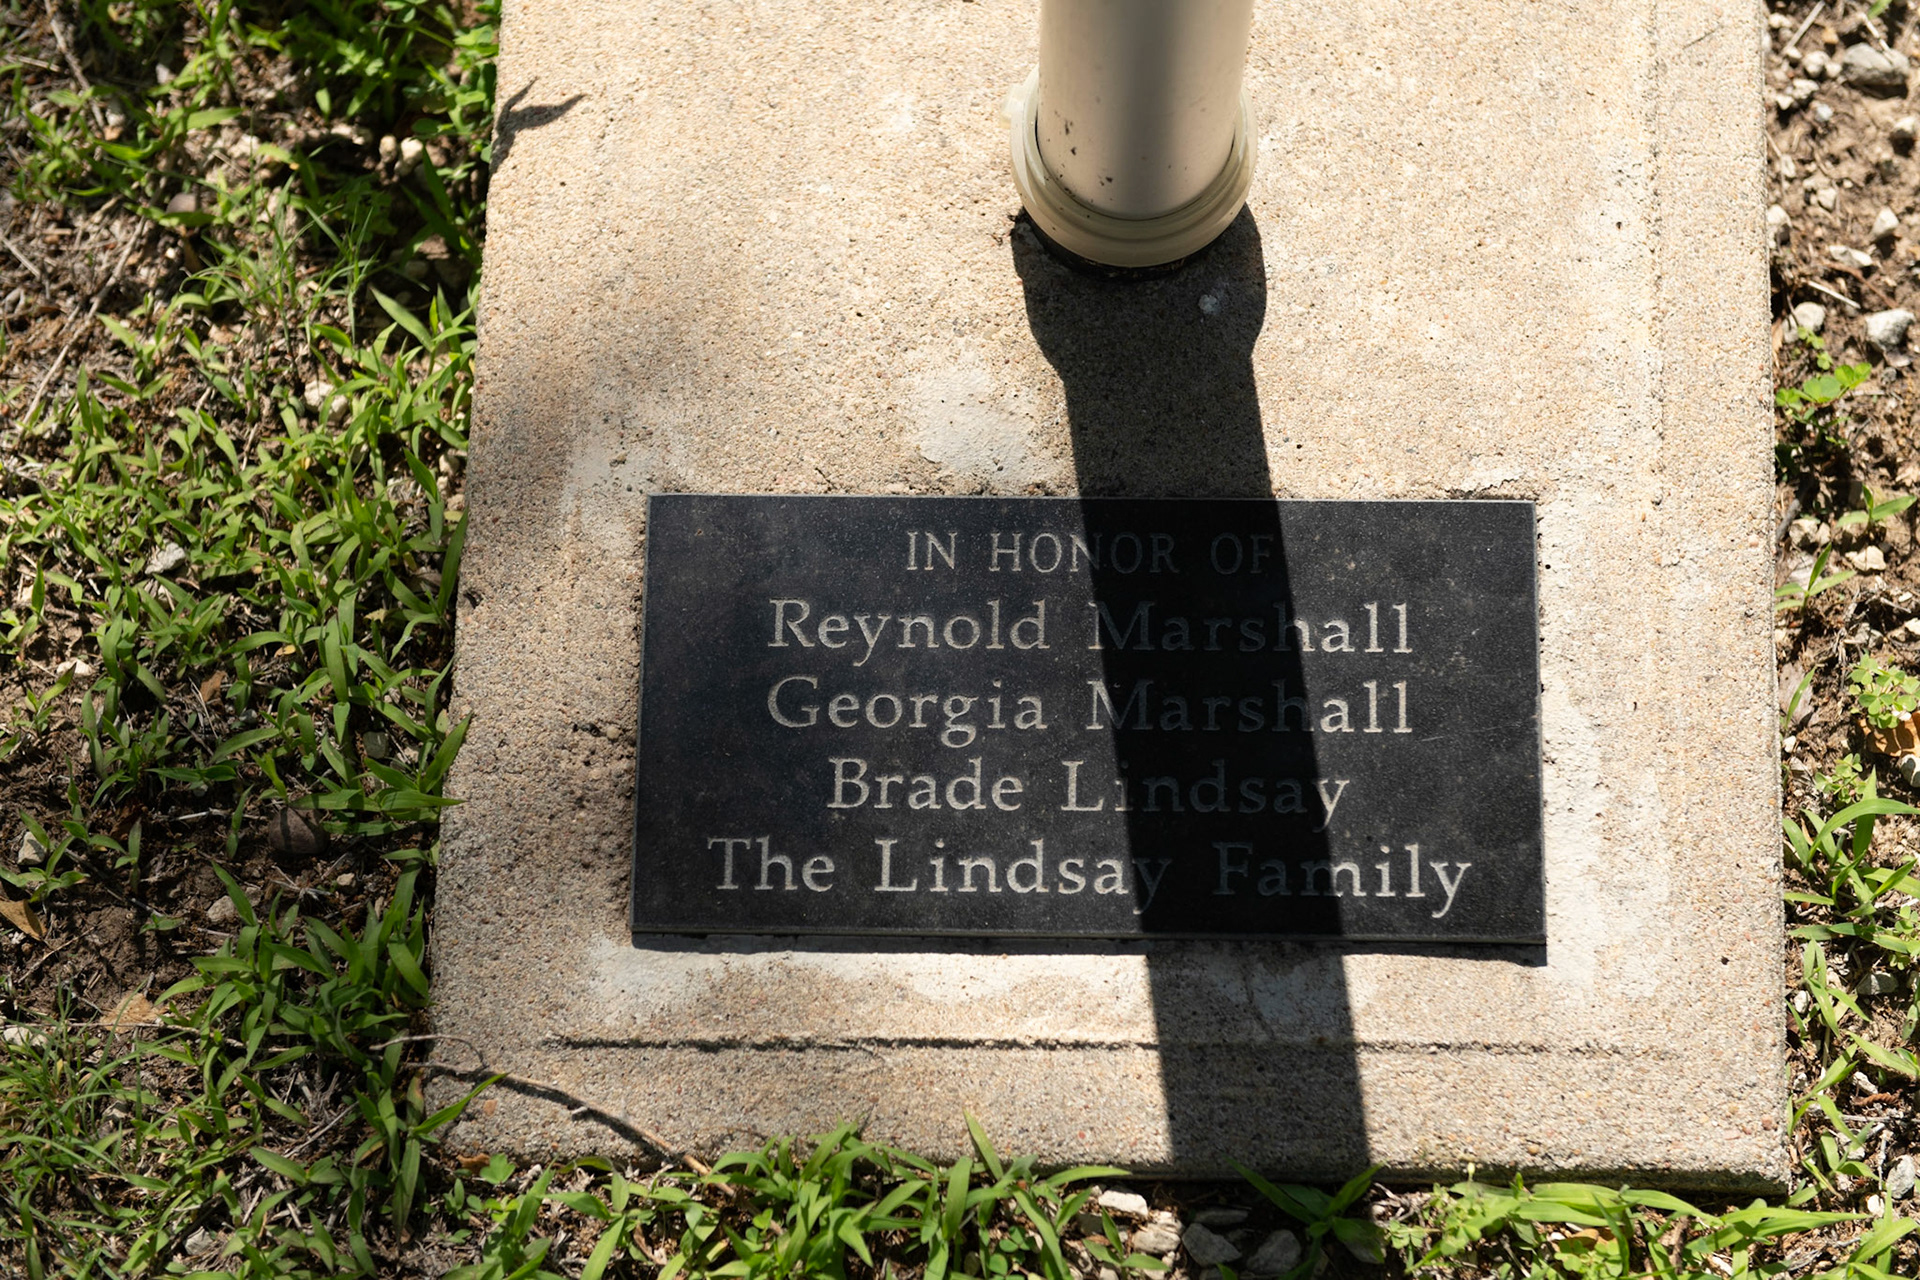 IN HONOR OF
Reynold Marshall
Georgia Marshall
Brade Lindsay
The Lindsay Family